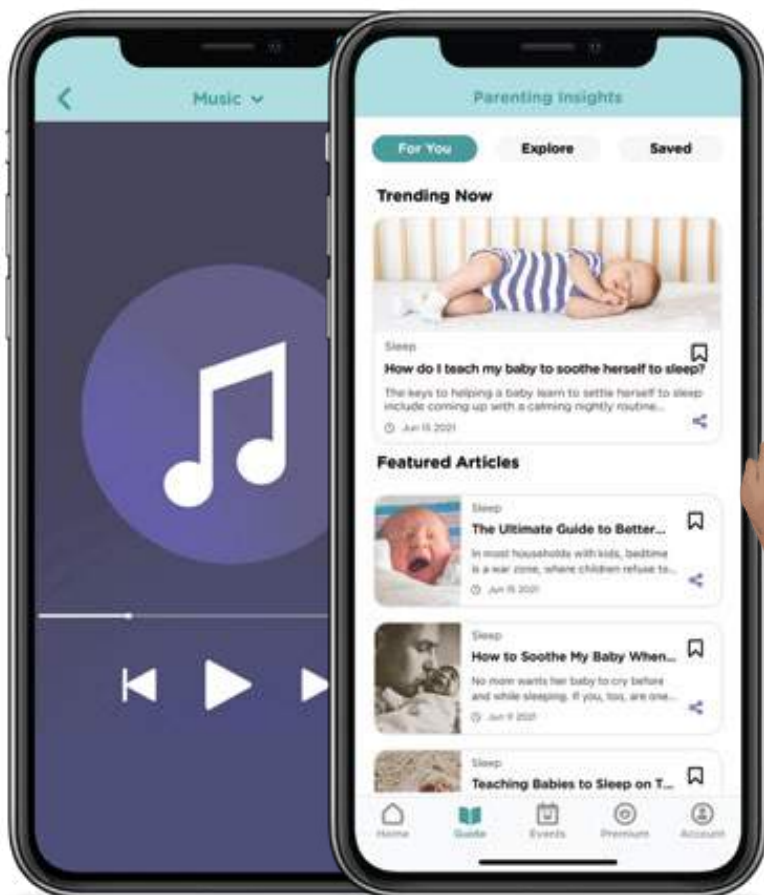 Music
Parenting Insights
For You
Explore
Saved
Trending Now
Sleep
How do I teach my baby to soothe herself to sleep?
The keys to helping a baby learn to settle herself to sleep
include coming up with a calming nightly routine...
Jun 15 2021
Featured Articles
Sleep
The Ultimate Guide to Better...
In most households with kids, bedtime
is a war zone, where children refuse to...
Jun 15 2021
Sleep
How to Soothe My Baby When...
No mom wants her baby to cry before
and while sleeping. If you, too, are one...
Jun 11 2021
Sleep
Teaching Babies to Sleep on T...
Home
Guide
Events
Premium
Account